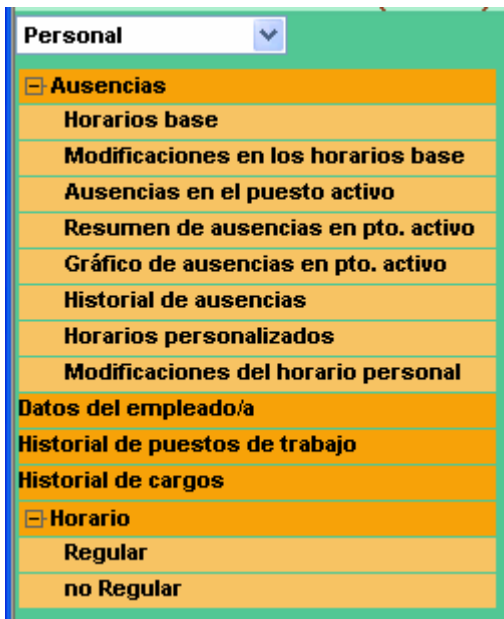 Personal
Ausencias
Horarios base
Modificaciones en los horarios base
Ausencias en el puesto activo
Resumen de ausencias en pto. activo
Gráfico de ausencias en pto. activo
Historial de ausencias
Horarios personalizados
Modificaciones del horario personal
Datos del empleado/a
Historial de puestos de trabajo
Historial de cargos
Horario
Regular
no Regular